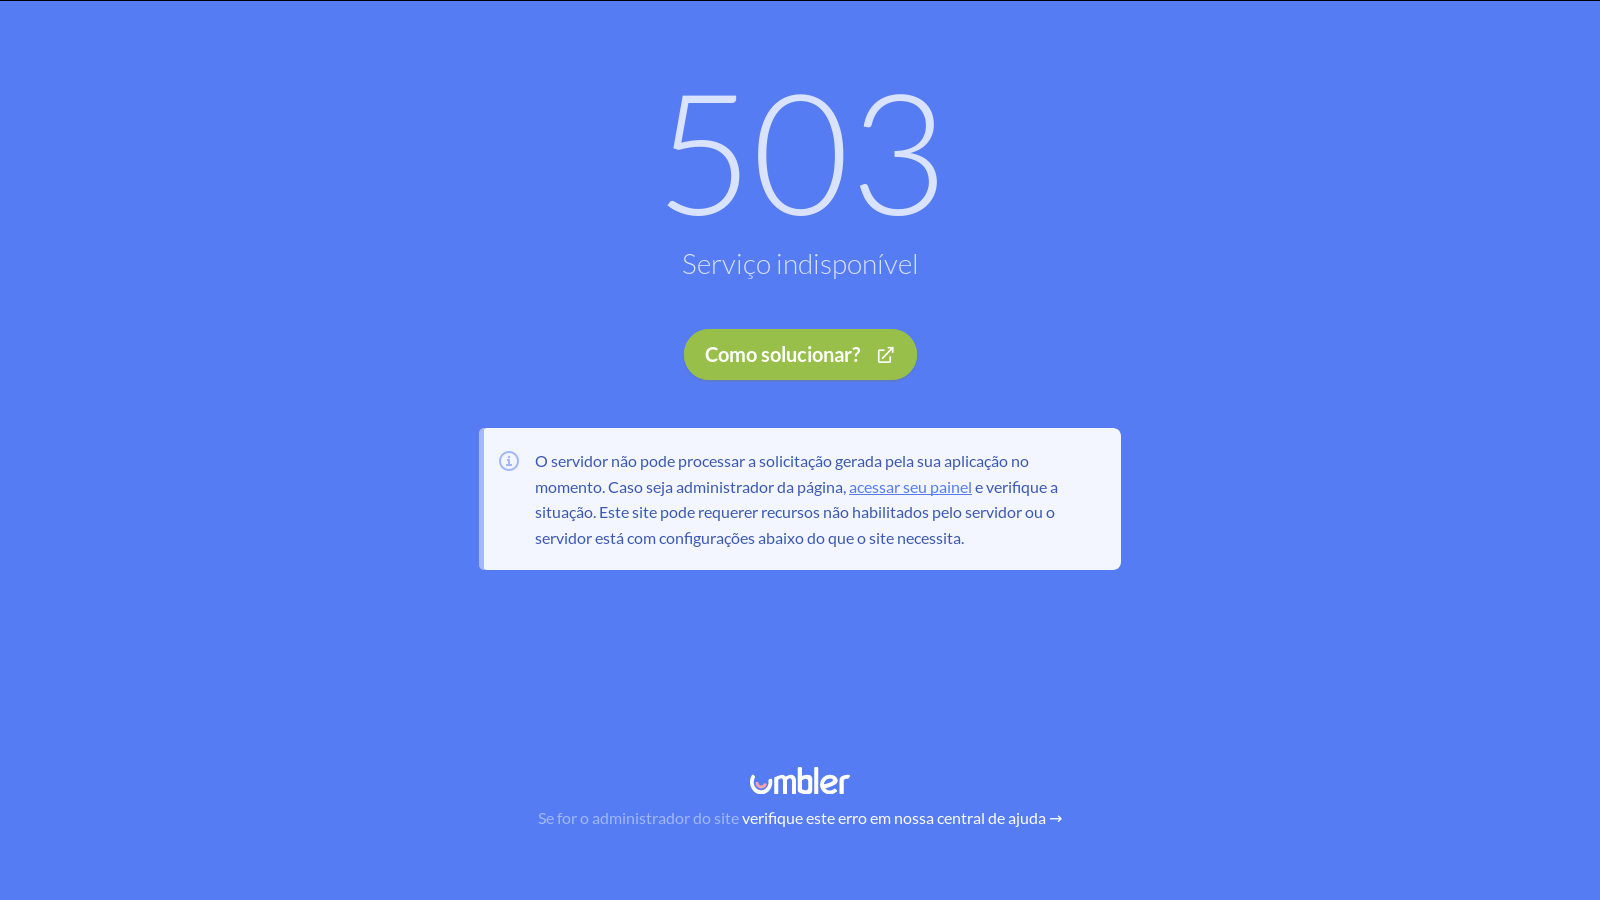 503
Serviço indisponível
Como solucionar?
O servidor não pode processar a solicitação gerada pela sua aplicação no
momento. Caso seja administrador da página, acessar seu painel e verifique a
situação. Este site pode requerer recursos não habilitados pelo servidor ou o
servidor está com configurações abaixo do que o site necessita.
umbler
Se for o administrador do site verifique este erro em nossa central de ajuda →